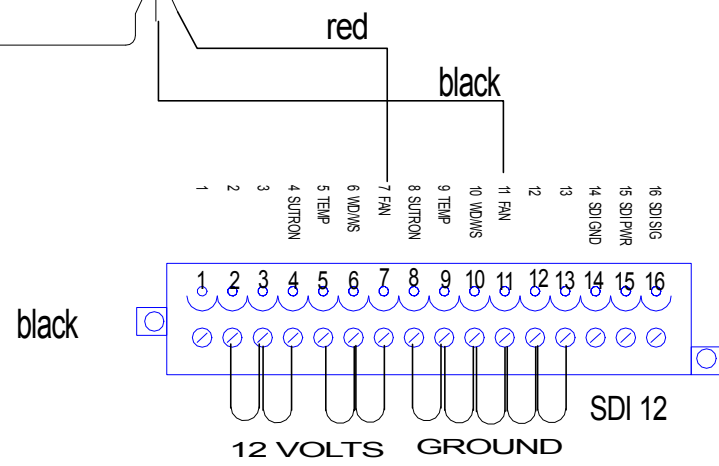 red
black
1
2
3
4 SUTRON
5 TEMP
6 WD/WS
7 FAN
8 SUTRON
9 TEMP
10 WD/WS
11 FAN
12
13
14 SDI GND
15 SDI PWR
16 SDI SIG
1 2 3 4 5 6 7 8 9 10 11 12 13 14 15 16
black
SDI 12
12 VOLTS GROUND